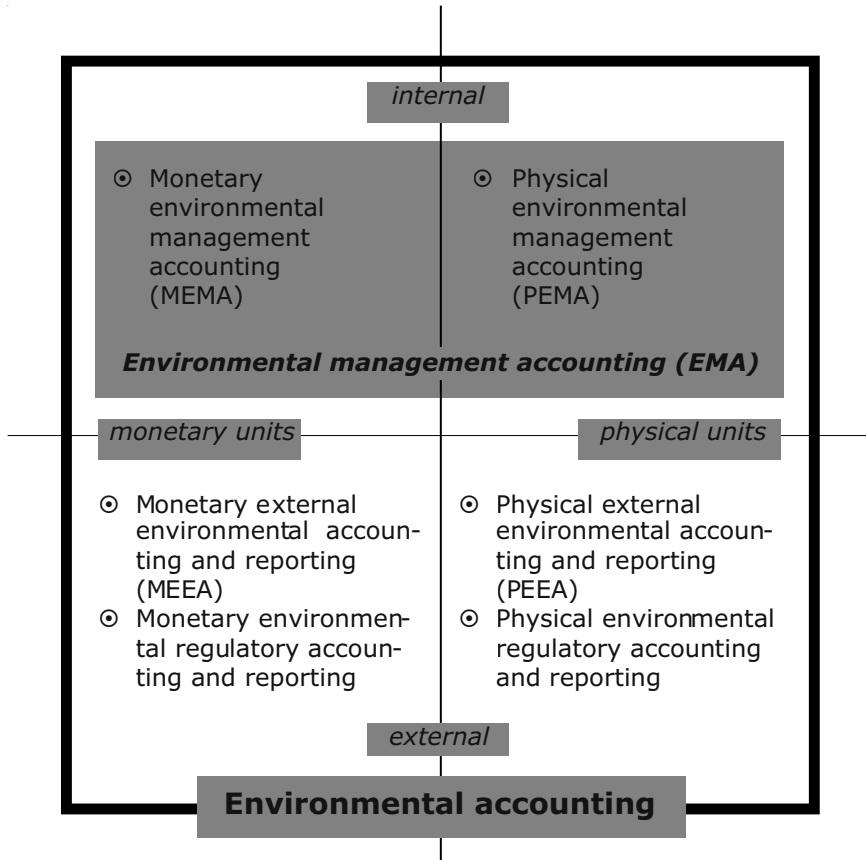 internal
⊙ Monetary
environmental
management
accounting
(MEMA)
⊙ Physical
environmental
management
accounting
(PEMA)
Environmental management accounting (EMA)
monetary units
physical units
⊙ Monetary external
environmental accoun-
ting and reporting
(MEEA)
⊙ Monetary environmen-
tal regulatory accoun-
ting and reporting
⊙ Physical external
environmental accoun-
ting and reporting
(PEEA)
⊙ Physical environmental
regulatory accounting
and reporting
external
Environmental accounting